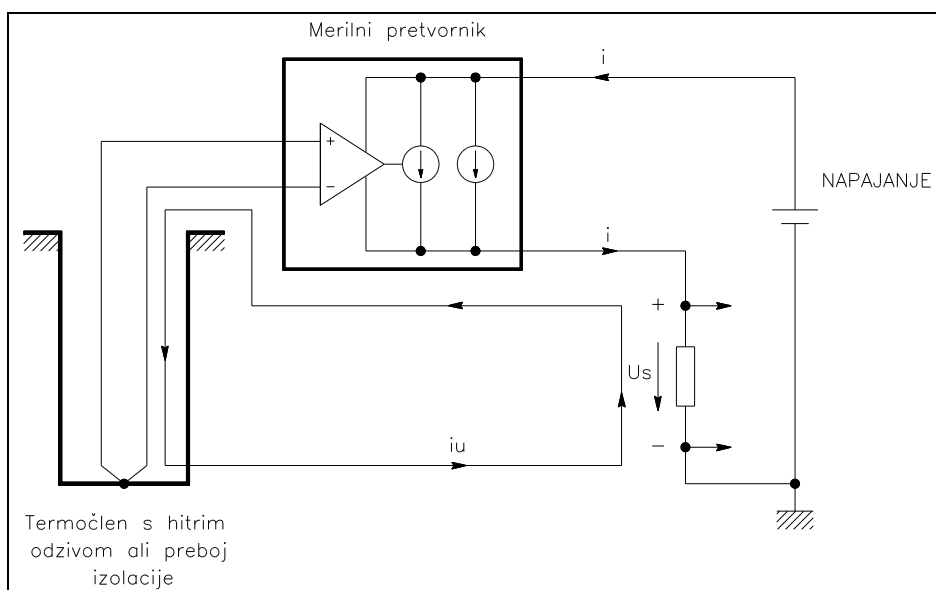 Merilni pretvornik
i
+
−
NAPAJANJE
i
+
Us
−
iu
Termočlen s hitrim
odzivom ali preboj
izolacije